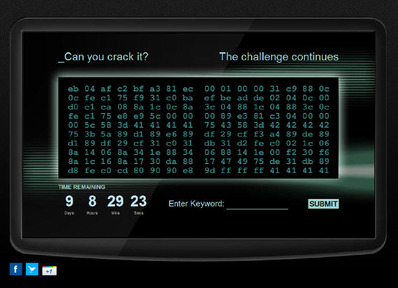 _Can you crack it?
The challenge continues
eb 04 af c2 bf a3 81 ec 00 01 00 00 31 c9 88 0c
0c fe c1 75 f9 31 c0 ba ef be ad de 02 04 0c 00
d0 c1 ca 08 8a 1c 0c 8a 3c 04 88 1c 04 88 3c 0c
fe c1 75 e8 e9 5c 00 00 00 89 e3 81 c3 04 00 00
00 5c 58 3d 41 41 41 41 75 43 58 3d 42 42 42 42
75 3b 5a 89 d1 89 e6 89 df 29 cf f3 a4 89 de 89
d1 89 df 29 cf 31 c0 31 db 31 d2 fe c0 02 1c 06
8a 14 06 8a 34 1e 88 34 06 88 14 1e 00 f2 30 f6
8a 1c 16 8a 17 30 da 88 17 47 49 75 de 31 db 89
d8 fe c0 cd 80 90 90 e8 9d ff ff ff 41 41 41 41
TIME REMAINING
9 8 29 23
Days Hours Mins Secs
Enter Keyword: SUBMIT
f +1